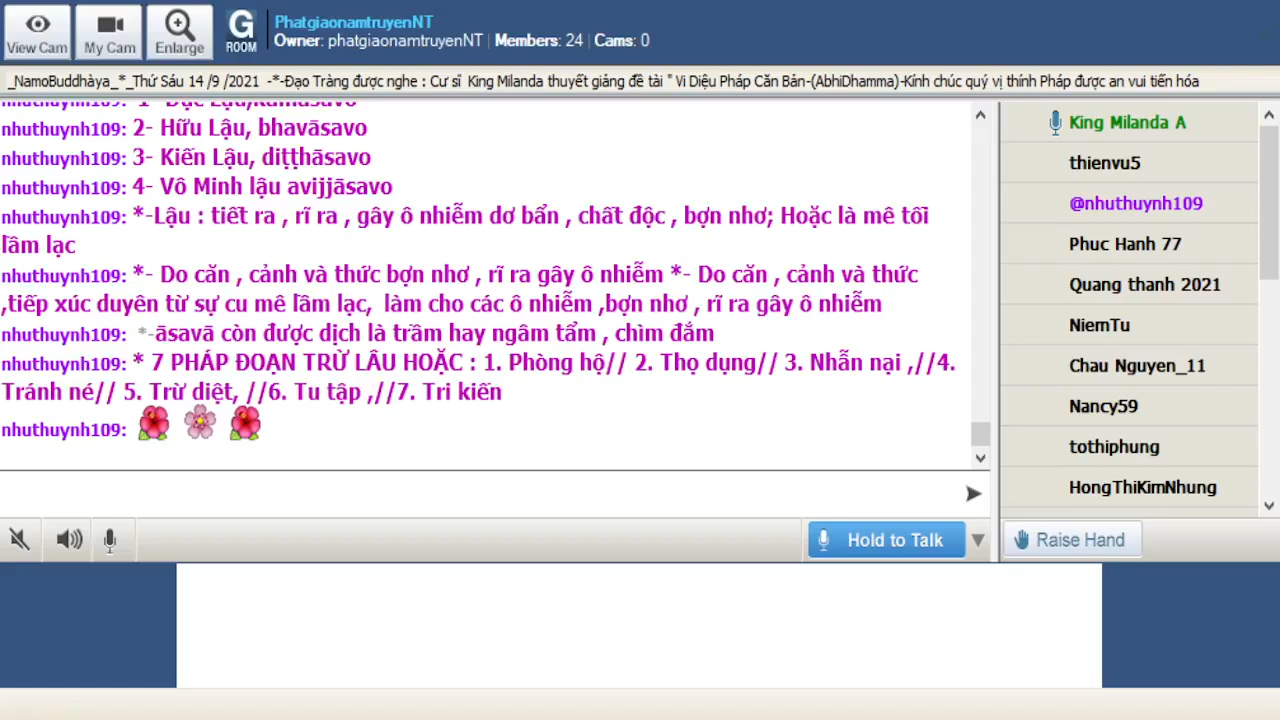 View Cam
My Cam
Enlarge
G
ROOM
PhatgiaonamtruyenNT
Owner: phatgiaonamtruyenNT | Members: 24 | Cams: 0
_NamoBuddhàya_*_Thứ Sáu 14 /9 /2021 -*-Đạo Tràng được nghe : Cư sĩ King Milanda thuyết giảng đề tài " Vi Diệu Pháp Căn Bản-(AbhiDhamma)-Kính chúc quý vị thính Pháp được an vui tiến hóa
nhuthuynh109: 2- Hữu Lậu, bhavāsavo
nhuthuynh109: 3- Kiến Lậu, diṭṭhāsavo
nhuthuynh109: 4- Vô Minh lậu avijjāsavo
nhuthuynh109: *-Lậu : tiết ra , rĩ ra , gây ô nhiễm dơ bẩn , chất độc , bợn nhơ; Hoặc là mê tối
lầm lạc
nhuthuynh109: *- Do căn , cảnh và thức bợn nhơ , rĩ ra gây ô nhiễm *- Do căn , cảnh và thức
,tiếp xúc duyên từ sự cu mê lầm lạc, làm cho các ô nhiễm ,bợn nhơ , rĩ ra gây ô nhiễm
nhuthuynh109: *-āsavā còn được dịch là trầm hay ngâm tẩm , chìm đắm
nhuthuynh109: * 7 PHÁP ĐOẠN TRỪ LÂU HOẶC : 1. Phòng hộ// 2. Thọ dụng// 3. Nhẫn nại ,//4.
Tránh né// 5. Trừ diệt, //6. Tu tập ,//7. Tri kiến
nhuthuynh109:
King Milanda A
thienvu5
@nhuthuynh109
Phuc Hanh 77
Quang thanh 2021
NiemTu
Chau Nguyen_11
Nancy59
tothiphung
HongThiKimNhung
Hold to Talk
Raise Hand